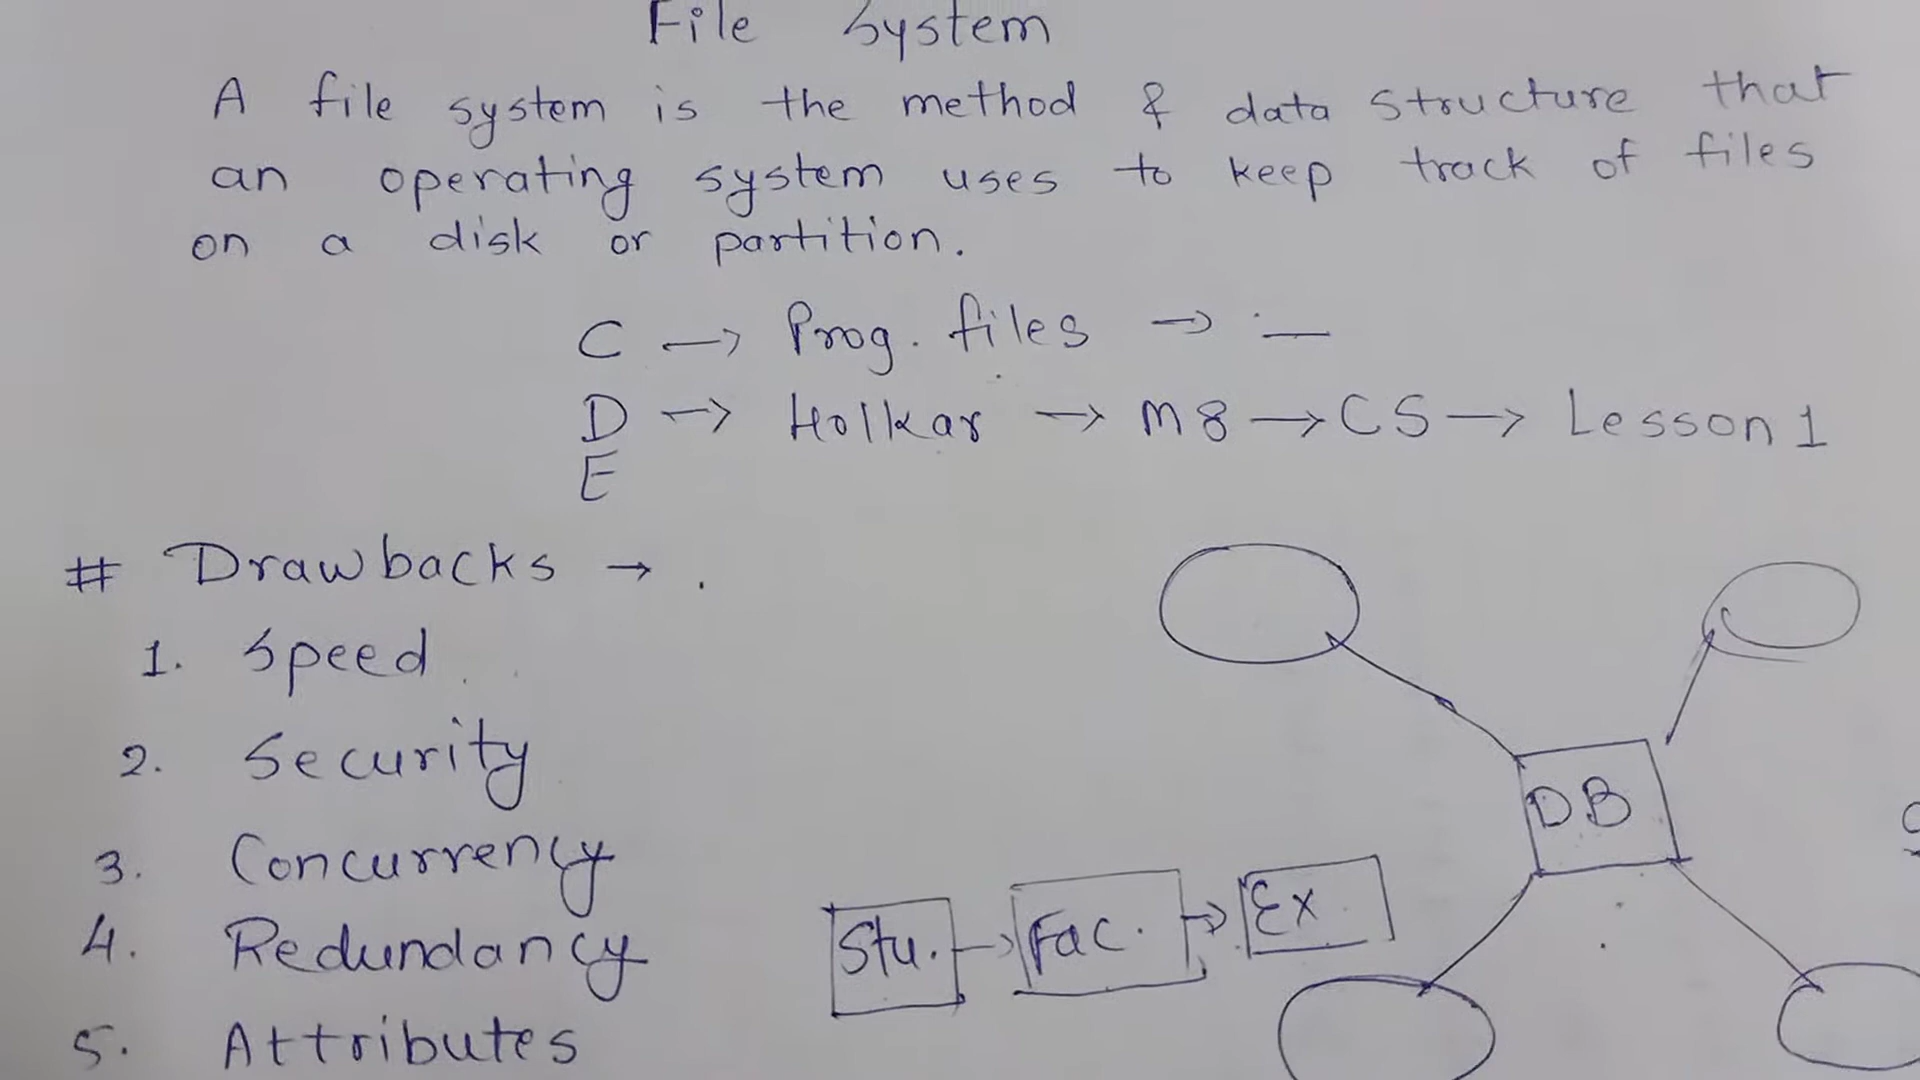 File System
A file system is the method & data structure that
an operating system uses to keep track of files
on a disk or partition.
C → Prog. files → —
D → Holkar → M8 → CS → Lesson 1
E
# Drawbacks →
1. Speed
2. Security
3. Concurrency
4. Redundancy
5. Attributes
DB
Stu. → Fac. → Ex